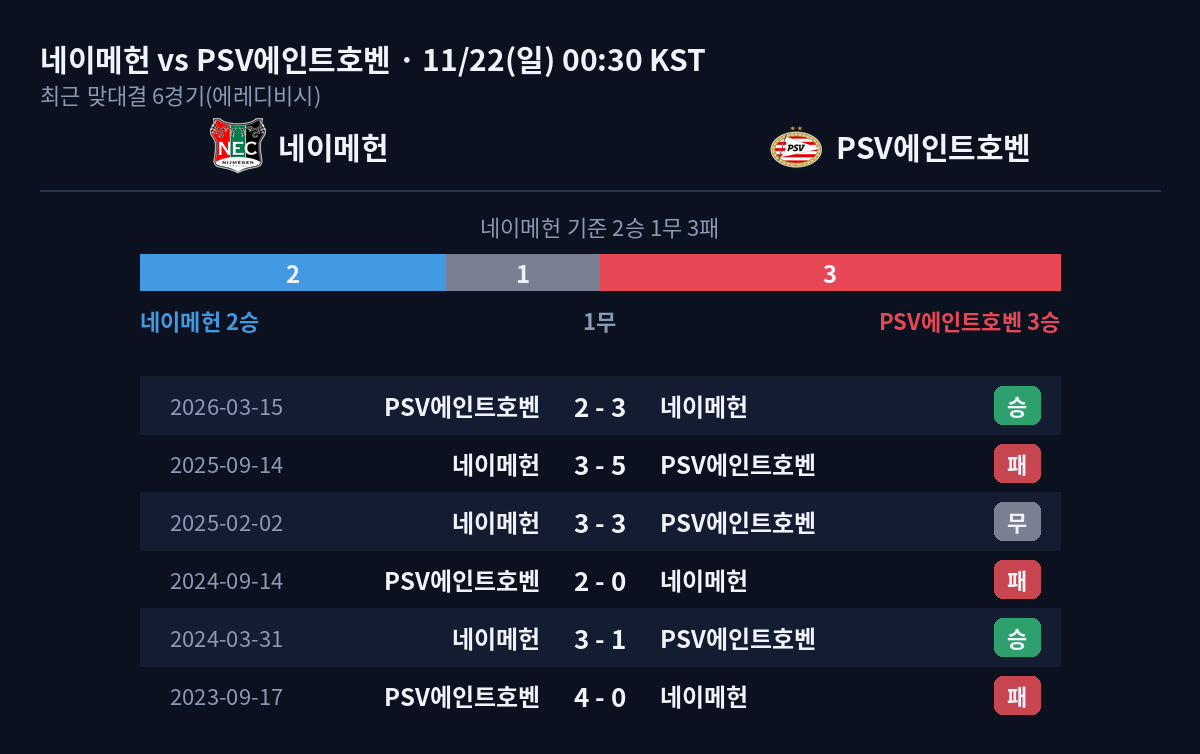 네이메헌 vs PSV에인트호벤 · 11/22(일) 00:30 KST
최근 맞대결 6경기(에레디비시)
NEC NIJMEGEN 네이메헌 PSV PSV에인트호벤
네이메헌 기준 2승 1무 3패
2 1 3
네이메헌 2승 1무 PSV에인트호벤 3승
2026-03-15 PSV에인트호벤 2 - 3 네이메헌 승
2025-09-14 네이메헌 3 - 5 PSV에인트호벤 패
2025-02-02 네이메헌 3 - 3 PSV에인트호벤 무
2024-09-14 PSV에인트호벤 2 - 0 네이메헌 패
2024-03-31 네이메헌 3 - 1 PSV에인트호벤 승
2023-09-17 PSV에인트호벤 4 - 0 네이메헌 패